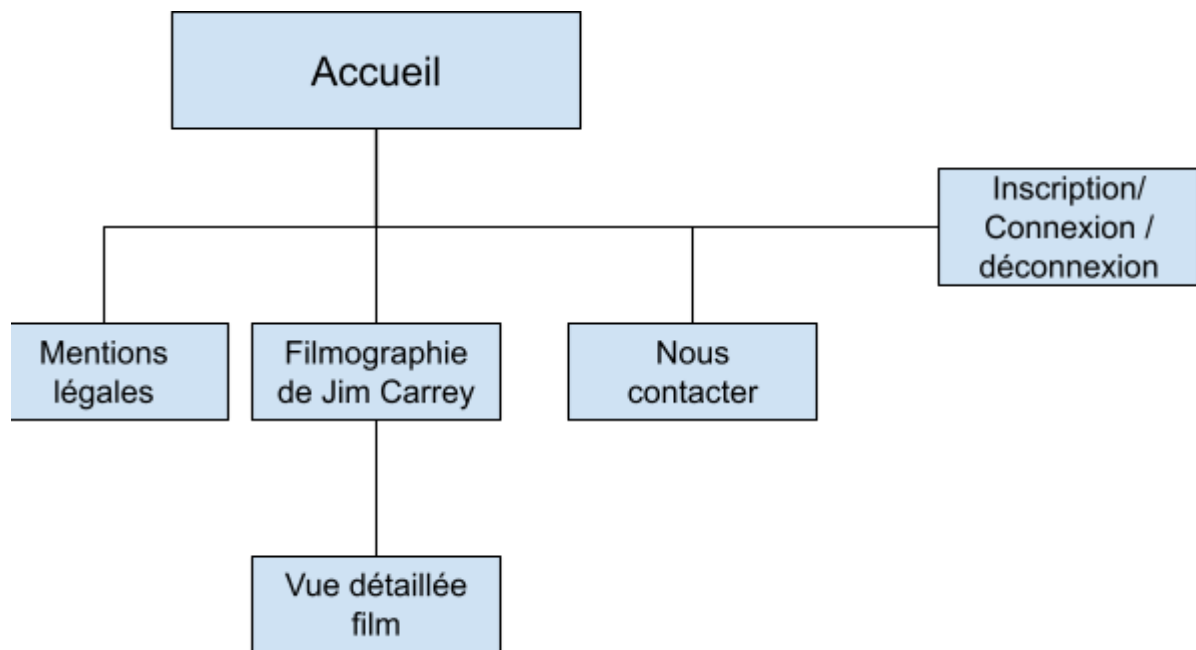 Accueil
Inscription/
Connexion /
déconnexion
Mentions
légales
Filmographie
de Jim Carrey
Nous
contacter
Vue détaillée
film